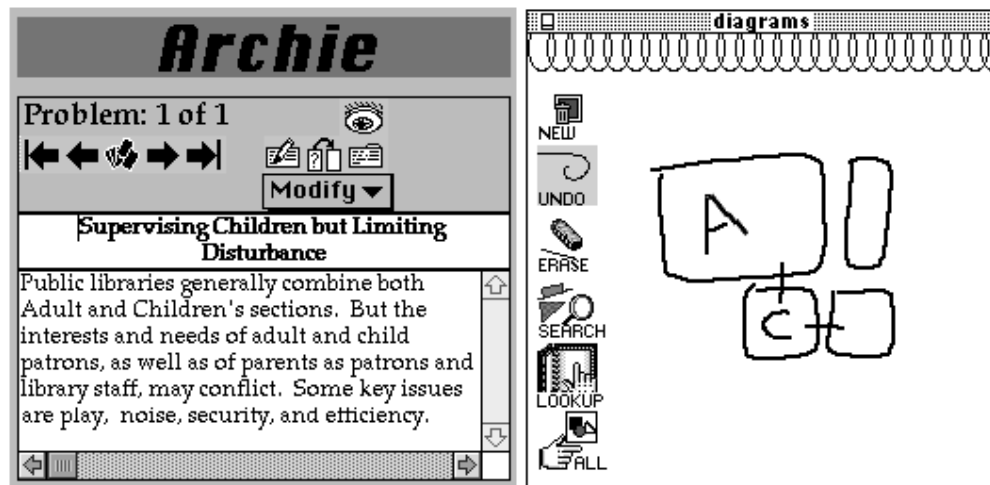 Archie
Problem: 1 of 1
Modify
Supervising Children but Limiting
Disturbance
Public libraries generally combine both
Adult and Children's sections.  But the
interests and needs of adult and child
patrons, as well as of parents as patrons and
library staff, may conflict.  Some key issues
are play,  noise, security, and efficiency.
diagrams
NEW
UNDO
ERASE
SEARCH
LOOKUP
ALL
A
C